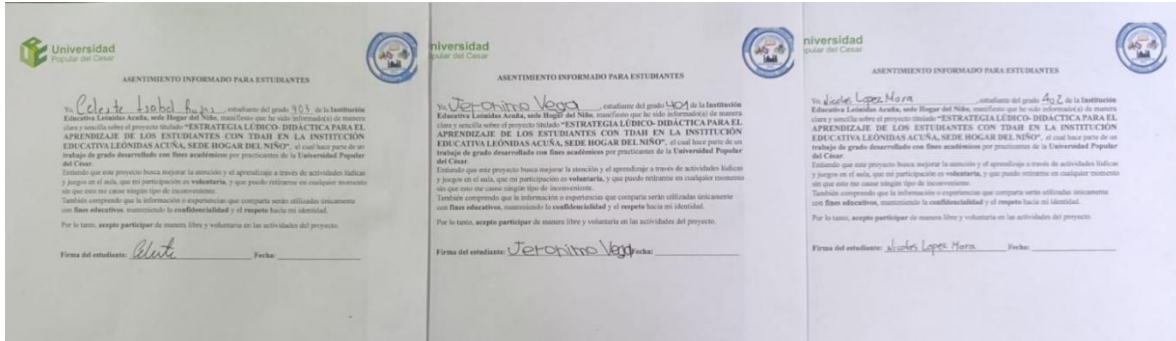 Universidad
Popular del Cesar
ASENTIMIENTO INFORMADO PARA ESTUDIANTES
Yo, Celeste Isabel, estudiante del grado 403 de la Institución
Educativa Leónidas Acuña, sede Hogar del Niño, manifiesto que he sido informado(a) de manera
clara y sencilla sobre el proyecto titulado "ESTRATEGIA LÚDICO- DIDÁCTICA PARA EL
APRENDIZAJE DE LOS ESTUDIANTES CON TDAH EN LA INSTITUCIÓN
EDUCATIVA LEÓNIDAS ACUÑA, SEDE HOGAR DEL NIÑO", el cual hace parte de un
trabajo de grado desarrollado con fines académicos por practicantes de la Universidad Popular
del César.
Entiendo que este proyecto busca mejorar la atención y el aprendizaje a través de actividades lúdicas
y juegos en el aula, que mi participación es voluntaria, y que puedo retirarme en cualquier momento
sin que esto me cause ningún tipo de inconveniente.
También comprendo que la información o experiencias que comparta serán utilizadas únicamente
con fines educativos, manteniendo la confidencialidad y el respeto hacia mi identidad.
Por lo tanto, acepto participar de manera libre y voluntaria en las actividades del proyecto.
Firma del estudiante: Celeste Fecha:
niversidad
pular del Cesar
ASENTIMIENTO INFORMADO PARA ESTUDIANTES
Yo, Jeronimo Vega, estudiante del grado 401 de la Institución
Educativa Leónidas Acuña, sede Hogar del Niño, manifiesto que he sido informado(a) de manera
clara y sencilla sobre el proyecto titulado "ESTRATEGIA LÚDICO- DIDÁCTICA PARA EL
APRENDIZAJE DE LOS ESTUDIANTES CON TDAH EN LA INSTITUCIÓN
EDUCATIVA LEÓNIDAS ACUÑA, SEDE HOGAR DEL NIÑO", el cual hace parte de un
trabajo de grado desarrollado con fines académicos por practicantes de la Universidad Popular
del César.
Entiendo que este proyecto busca mejorar la atención y el aprendizaje a través de actividades lúdicas
y juegos en el aula, que mi participación es voluntaria, y que puedo retirarme en cualquier momento
sin que esto me cause ningún tipo de inconveniente.
También comprendo que la información o experiencias que comparta serán utilizadas únicamente
con fines educativos, manteniendo la confidencialidad y el respeto hacia mi identidad.
Por lo tanto, acepto participar de manera libre y voluntaria en las actividades del proyecto.
Firma del estudiante: Jeronimo Vega Fecha:
niversidad
pular del Cesar
ASENTIMIENTO INFORMADO PARA ESTUDIANTES
Yo, Nicolas Lopez Mora, estudiante del grado 402 de la Institución
Educativa Leónidas Acuña, sede Hogar del Niño, manifiesto que he sido informado(a) de manera
clara y sencilla sobre el proyecto titulado "ESTRATEGIA LÚDICO- DIDÁCTICA PARA EL
APRENDIZAJE DE LOS ESTUDIANTES CON TDAH EN LA INSTITUCIÓN
EDUCATIVA LEÓNIDAS ACUÑA, SEDE HOGAR DEL NIÑO", el cual hace parte de un
trabajo de grado desarrollado con fines académicos por practicantes de la Universidad Popular
del César.
Entiendo que este proyecto busca mejorar la atención y el aprendizaje a través de actividades lúdicas
y juegos en el aula, que mi participación es voluntaria, y que puedo retirarme en cualquier momento
sin que esto me cause ningún tipo de inconveniente.
También comprendo que la información o experiencias que comparta serán utilizadas únicamente
con fines educativos, manteniendo la confidencialidad y el respeto hacia mi identidad.
Por lo tanto, acepto participar de manera libre y voluntaria en las actividades del proyecto.
Firma del estudiante: Nicolas Lopez Mora Fecha: